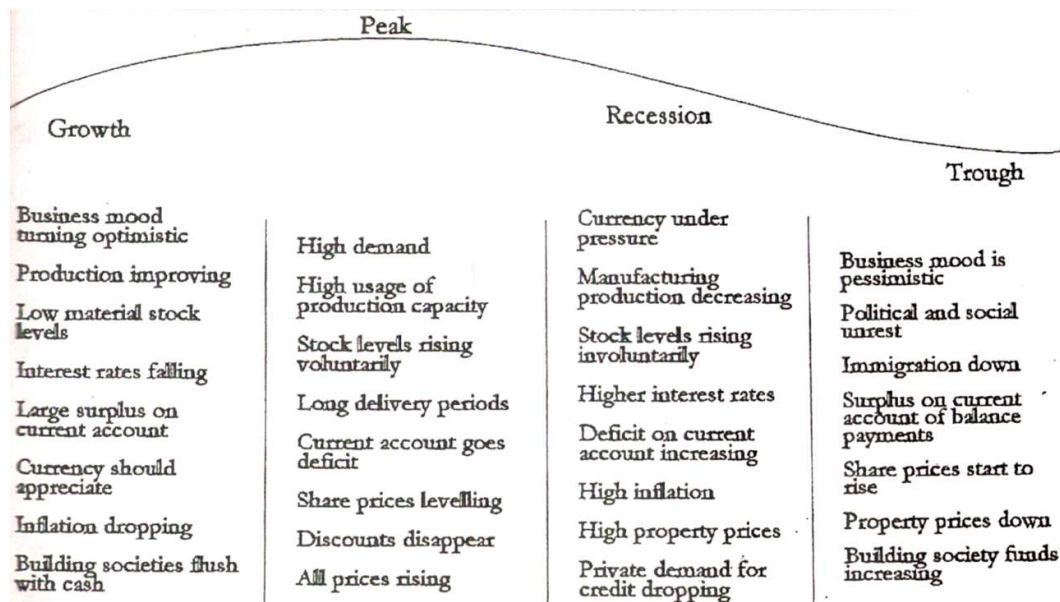 Peak
Growth
Recession
Trough
Business mood
turning optimistic
Production improving
Low material stock
levels
Interest rates falling
Large surplus on
current account
Currency should
appreciate
Inflation dropping
Building societies flush
with cash
High demand
High usage of
production capacity
Stock levels rising
voluntarily
Long delivery periods
Current account goes
deficit
Share prices levelling
Discounts disappear
All prices rising
Currency under
pressure
Manufacturing
production decreasing
Stock levels rising
involuntarily
Higher interest rates
Deficit on current
account increasing
High inflation
High property prices
Private demand for
credit dropping
Business mood is
pessimistic
Political and social
unrest
Immigration down
Surplus on current
account of balance
payments
Share prices start to
rise
Property prices down
Building society funds
increasing